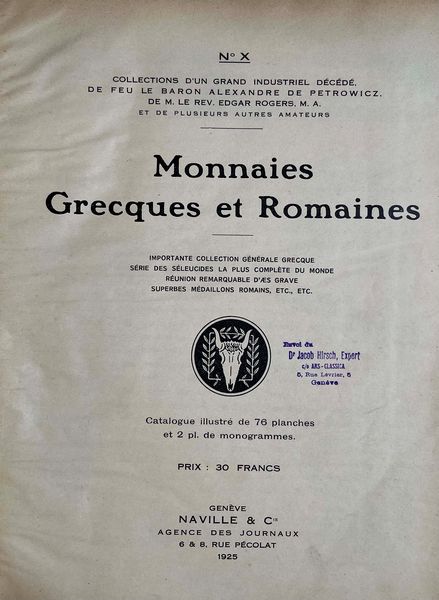 N° X
COLLECTIONS D'UN GRAND INDUSTRIEL DÉCÉDÉ,
DE FEU LE BARON ALEXANDRE DE PETROWICZ,
DE M. LE REV. EDGAR ROGERS, M. A.
ET DE PLUSIEURS AUTRES AMATEURS
Monnaies
Grecques et Romaines
IMPORTANTE COLLECTION GÉNÉRALE GRECQUE
SÉRIE DES SÉLEUCIDES LA PLUS COMPLÈTE DU MONDE
RÉUNION REMARQUABLE D'ÆS GRAVE
SUPERBES MÉDAILLONS ROMAINS, ETC., ETC.
Envoi du
Dr Jacob Hirsch, Expert
c/o ARS-CLASSICA
5, Rue Lévrier, 5
Genève
Catalogue illustré de 76 planches
et 2 pl. de monogrammes.
PRIX : 30 FRANCS
GENÈVE
NAVILLE & Cie
AGENCE DES JOURNAUX
6 & 8, RUE PÉCOLAT
1925